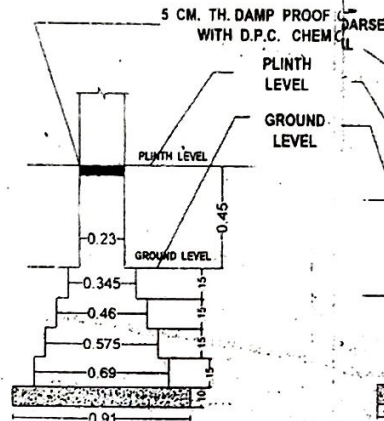 5 CM. TH. DAMP PROOF
WITH D.P.C. CHEM
PLINTH
LEVEL
GROUND
LEVEL
PLINTH LEVEL
0.45
0.23
GROUND LEVEL
0.345
15
0.46
15
0.575
15
0.69
15
10
0.91